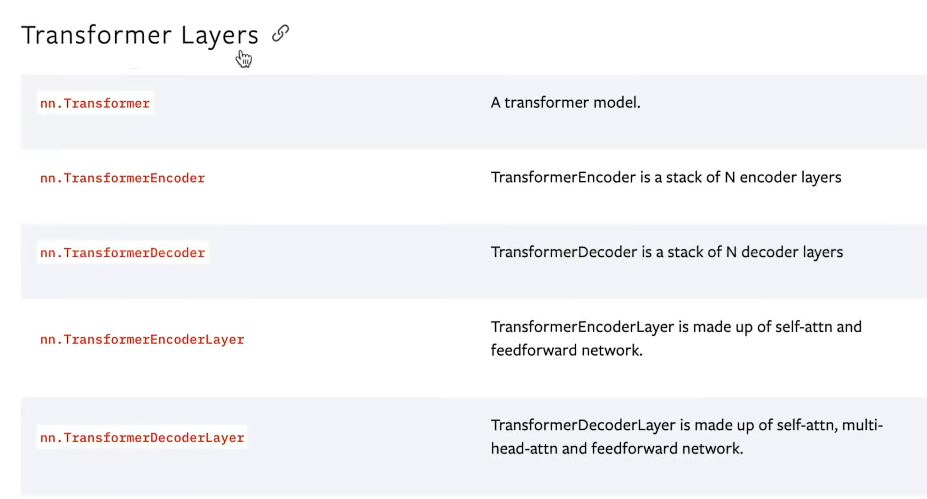 Transformer Layers
nn.Transformer
A transformer model.
nn.TransformerEncoder
TransformerEncoder is a stack of N encoder layers
nn.TransformerDecoder
TransformerDecoder is a stack of N decoder layers
nn.TransformerEncoderLayer
TransformerEncoderLayer is made up of self-attn and
feedforward network.
nn.TransformerDecoderLayer
TransformerDecoderLayer is made up of self-attn, multi-
head-attn and feedforward network.